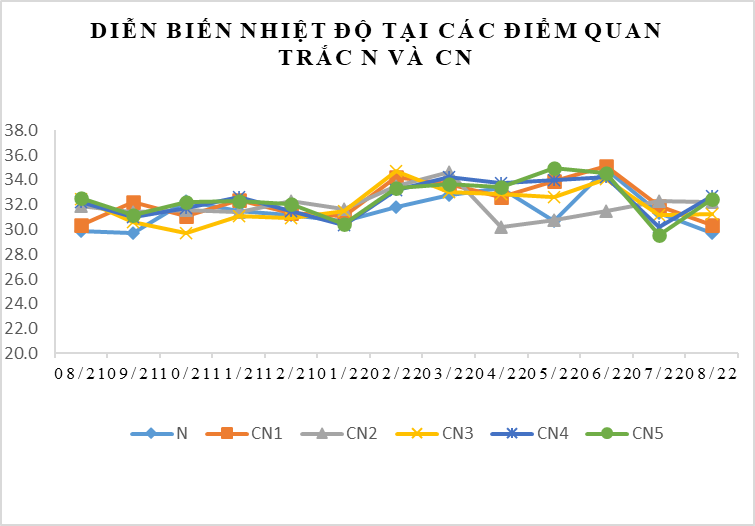 DIỄN BIẾN NHIỆT ĐỘ TẠI CÁC ĐIỂM QUAN
TRẮC N VÀ CN
38.0
36.0
34.0
32.0
30.0
28.0
26.0
24.0
22.0
20.0
08/21 09/21 10/21 11/21 12/21 01/22 02/22 03/22 04/22 05/22 06/22 07/22 08/22
N CN1 CN2 CN3 CN4 CN5